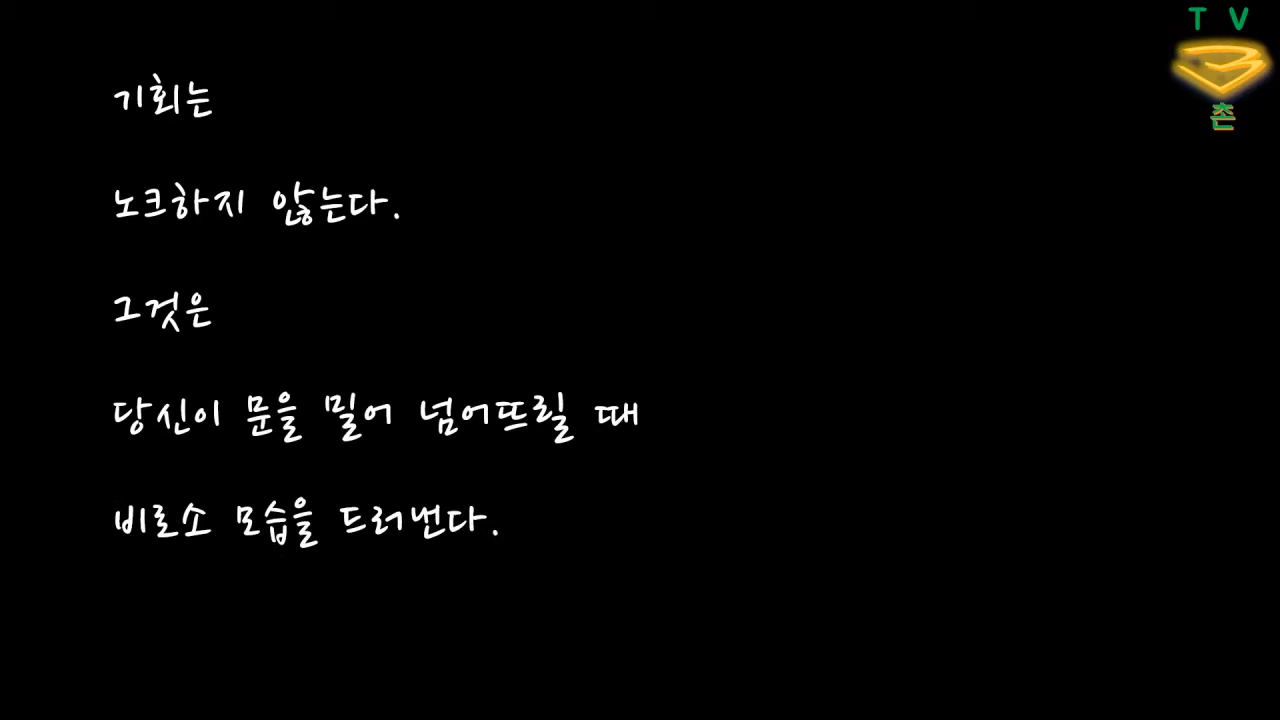 T V
3
촌
기회는
노크하지 않는다.
그것은
당신이 문을 밀어 넘어뜨릴 때
비로소 모습을 드러낸다.